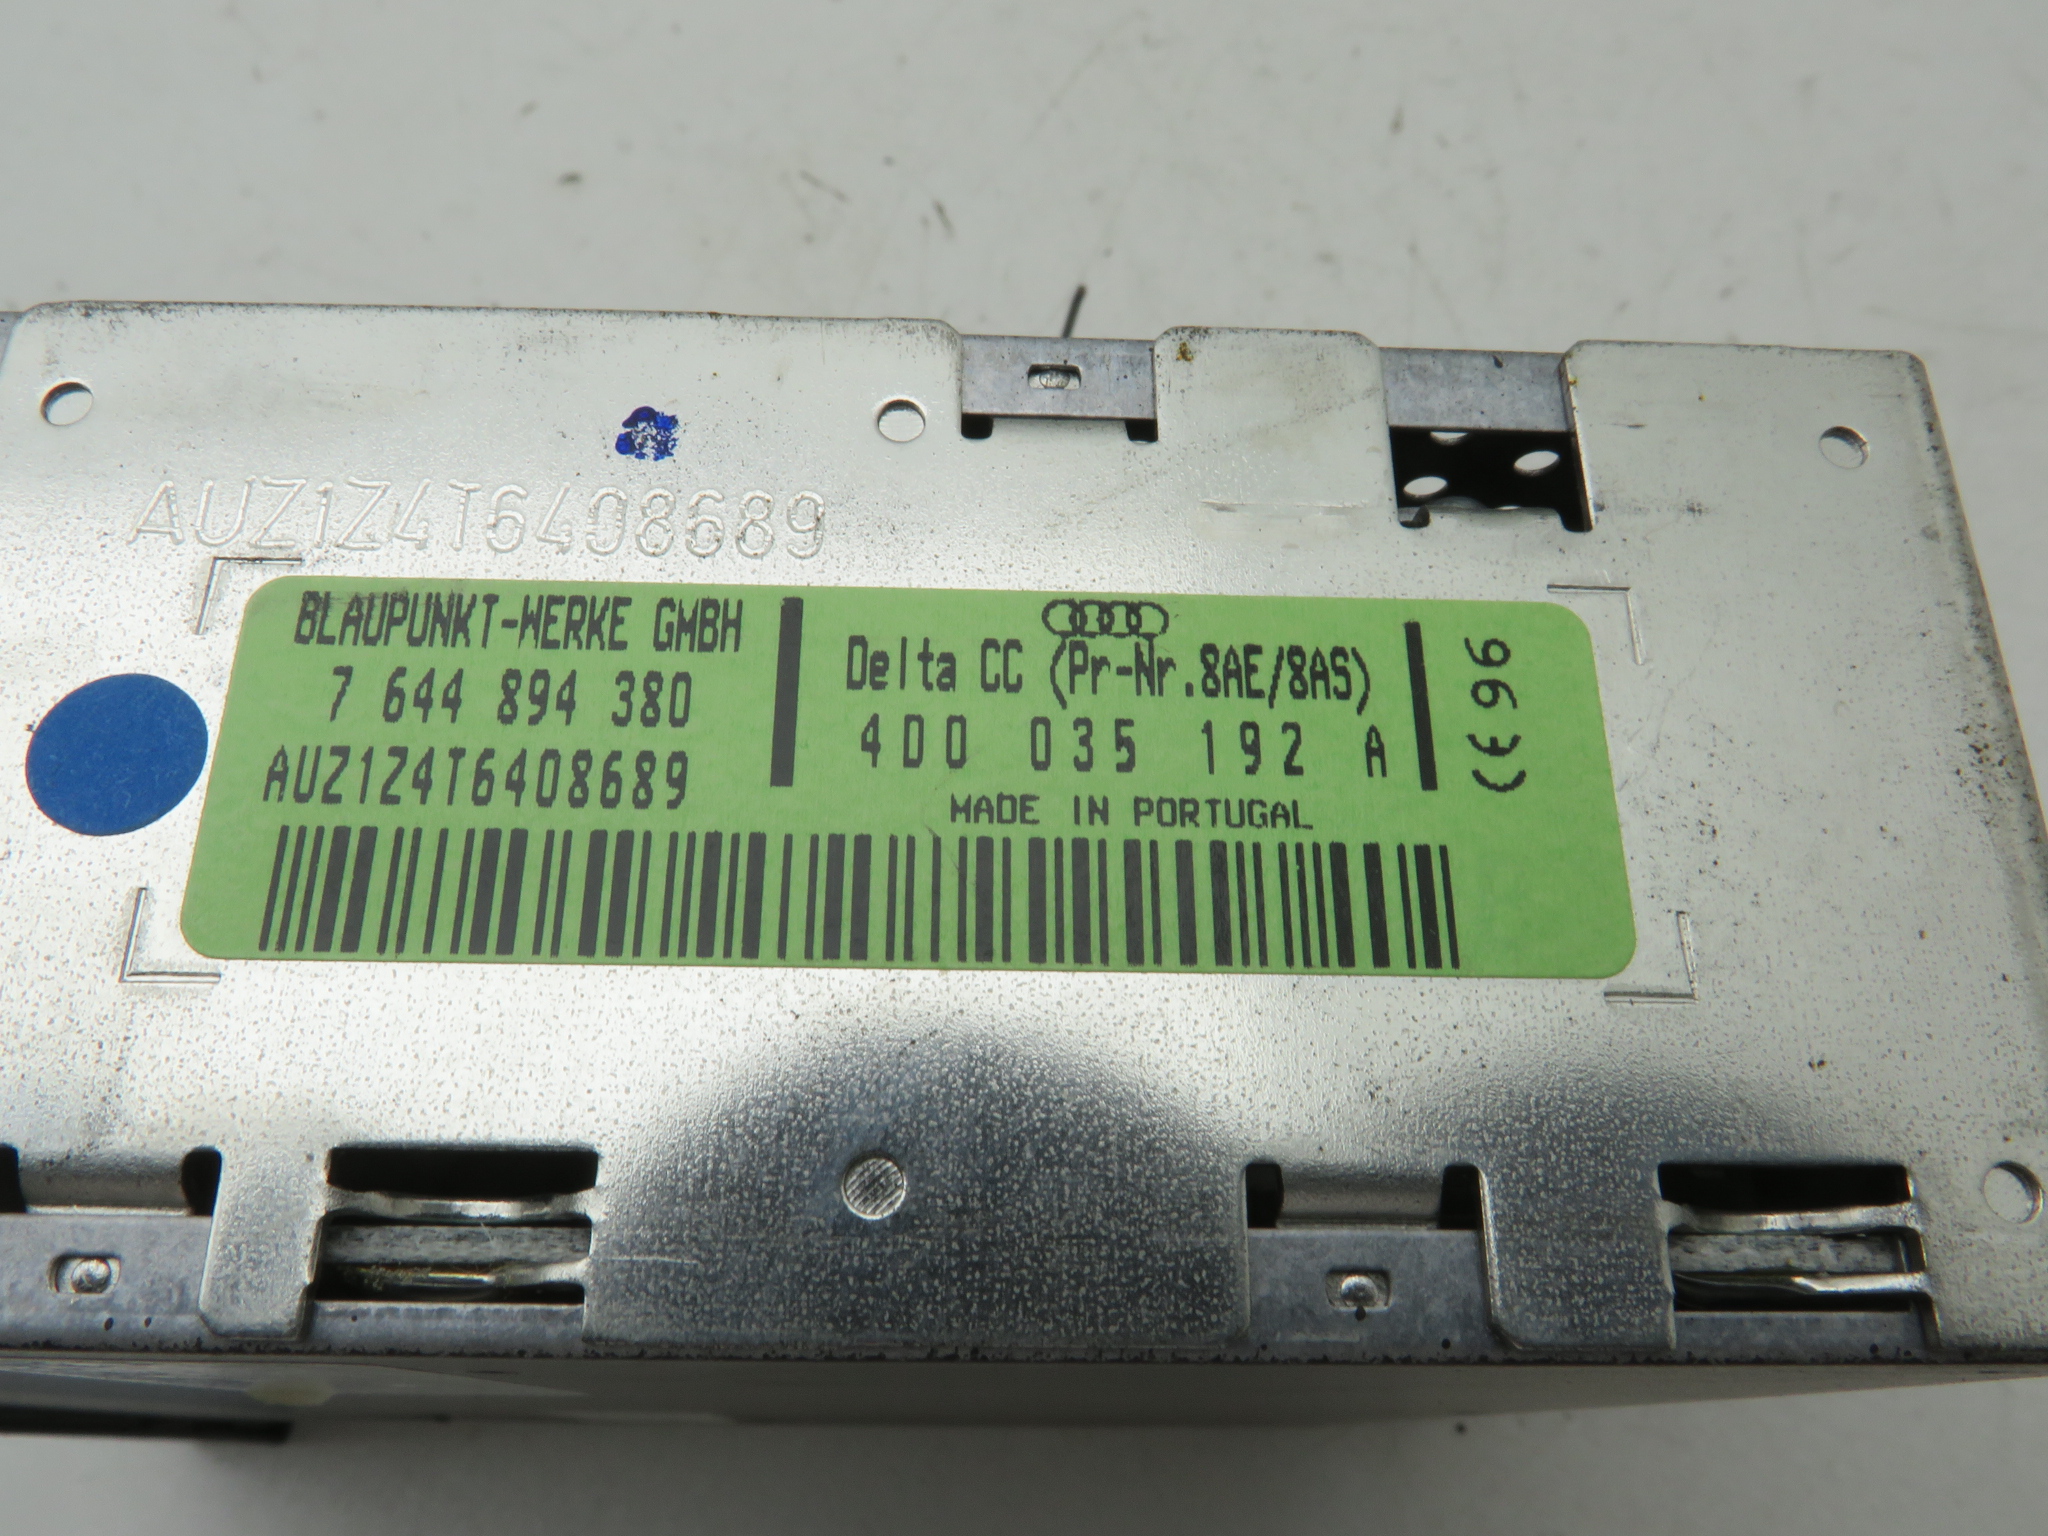 AUZ1Z4T6408689
BLAUPUNKT-WERKE GMBH
7 644 894 380
AUZ1Z4T6408689
Delta CC (Pr-Nr.8AE/8AS)
4D0 035 192 A
MADE IN PORTUGAL
CE 96